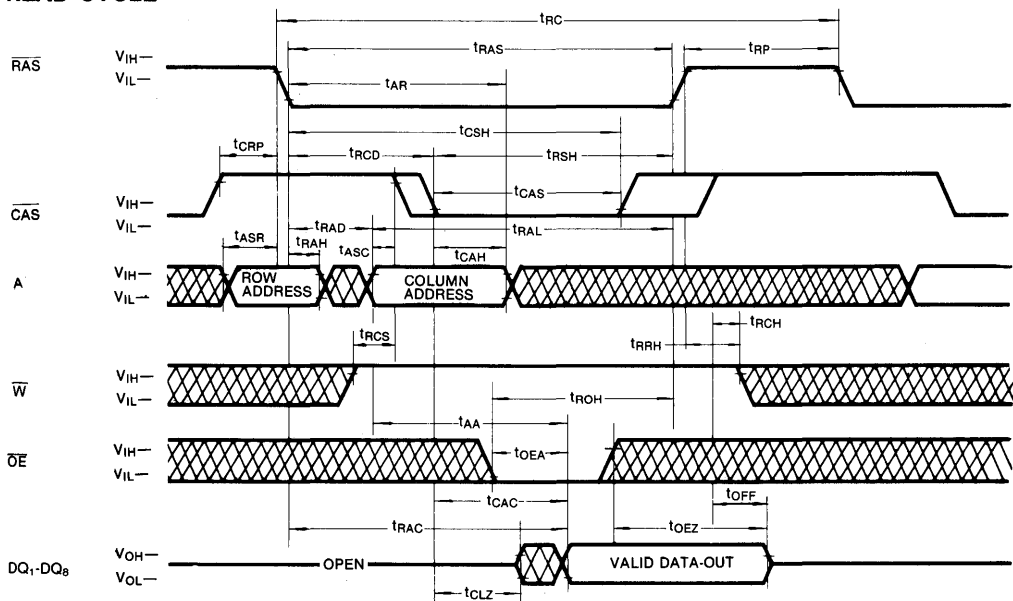 tRC
tRAS
tRP
RAS
VIH—
VIL—
tAR
tCSH
tCRP
tRCD
tRSH
tCAS
CAS
VIH—
VIL—
tRAD
tRAL
tASR
tRAH
tASC
tCAH
A
VIH—
VIL—
ROW
ADDRESS
COLUMN
ADDRESS
tRCS
tRCH
tRRH
W
VIH—
VIL—
tROH
tAA
OE
VIH—
VIL—
tOEA
tCAC
tOFF
tRAC
tOEZ
DQ1-DQ8
VOH—
VOL—
OPEN
VALID DATA-OUT
tCLZ